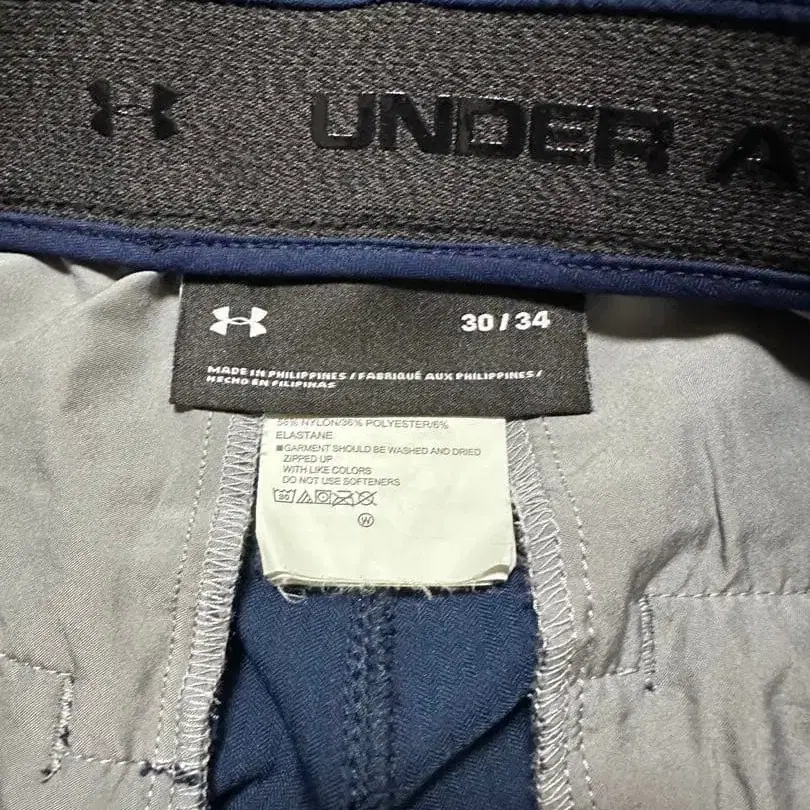 UNDER A
30 / 34
MADE IN PHILIPPINES / FABRIQUÉ AUX PHILIPPINES /
HECHO EN FILIPINAS
58% NYLON/36% POLYESTER/6%
ELASTANE
■GARMENT SHOULD BE WASHED AND DRIED
ZIPPED UP
WITH LIKE COLORS
DO NOT USE SOFTENERS
30
W